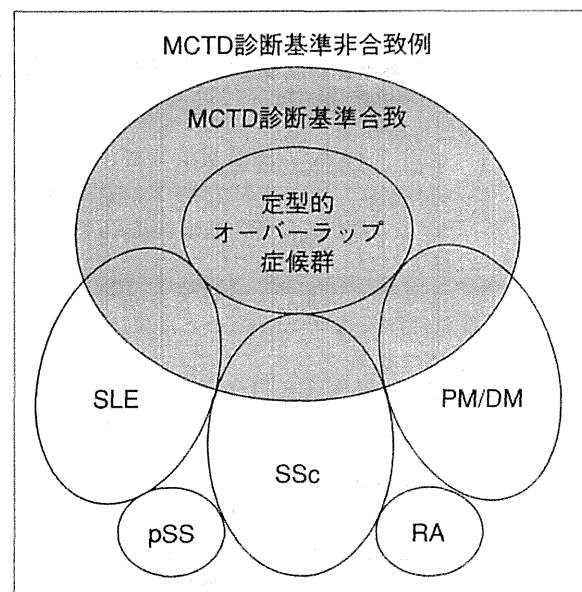 MCTD診断基準非合致例
MCTD診断基準合致
定型的
オーバーラップ
症候群
SLE
PM/DM
SSc
pSS
RA